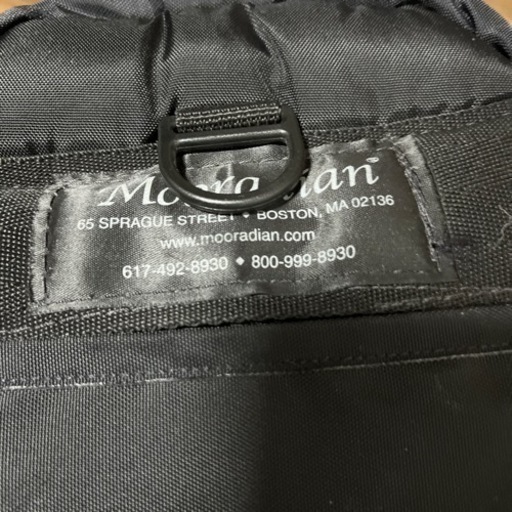 Mooradian®
65 SPRAGUE STREET • BOSTON, MA 02136
www.mooradian.com
617-492-8930 ♦ 800-999-8930